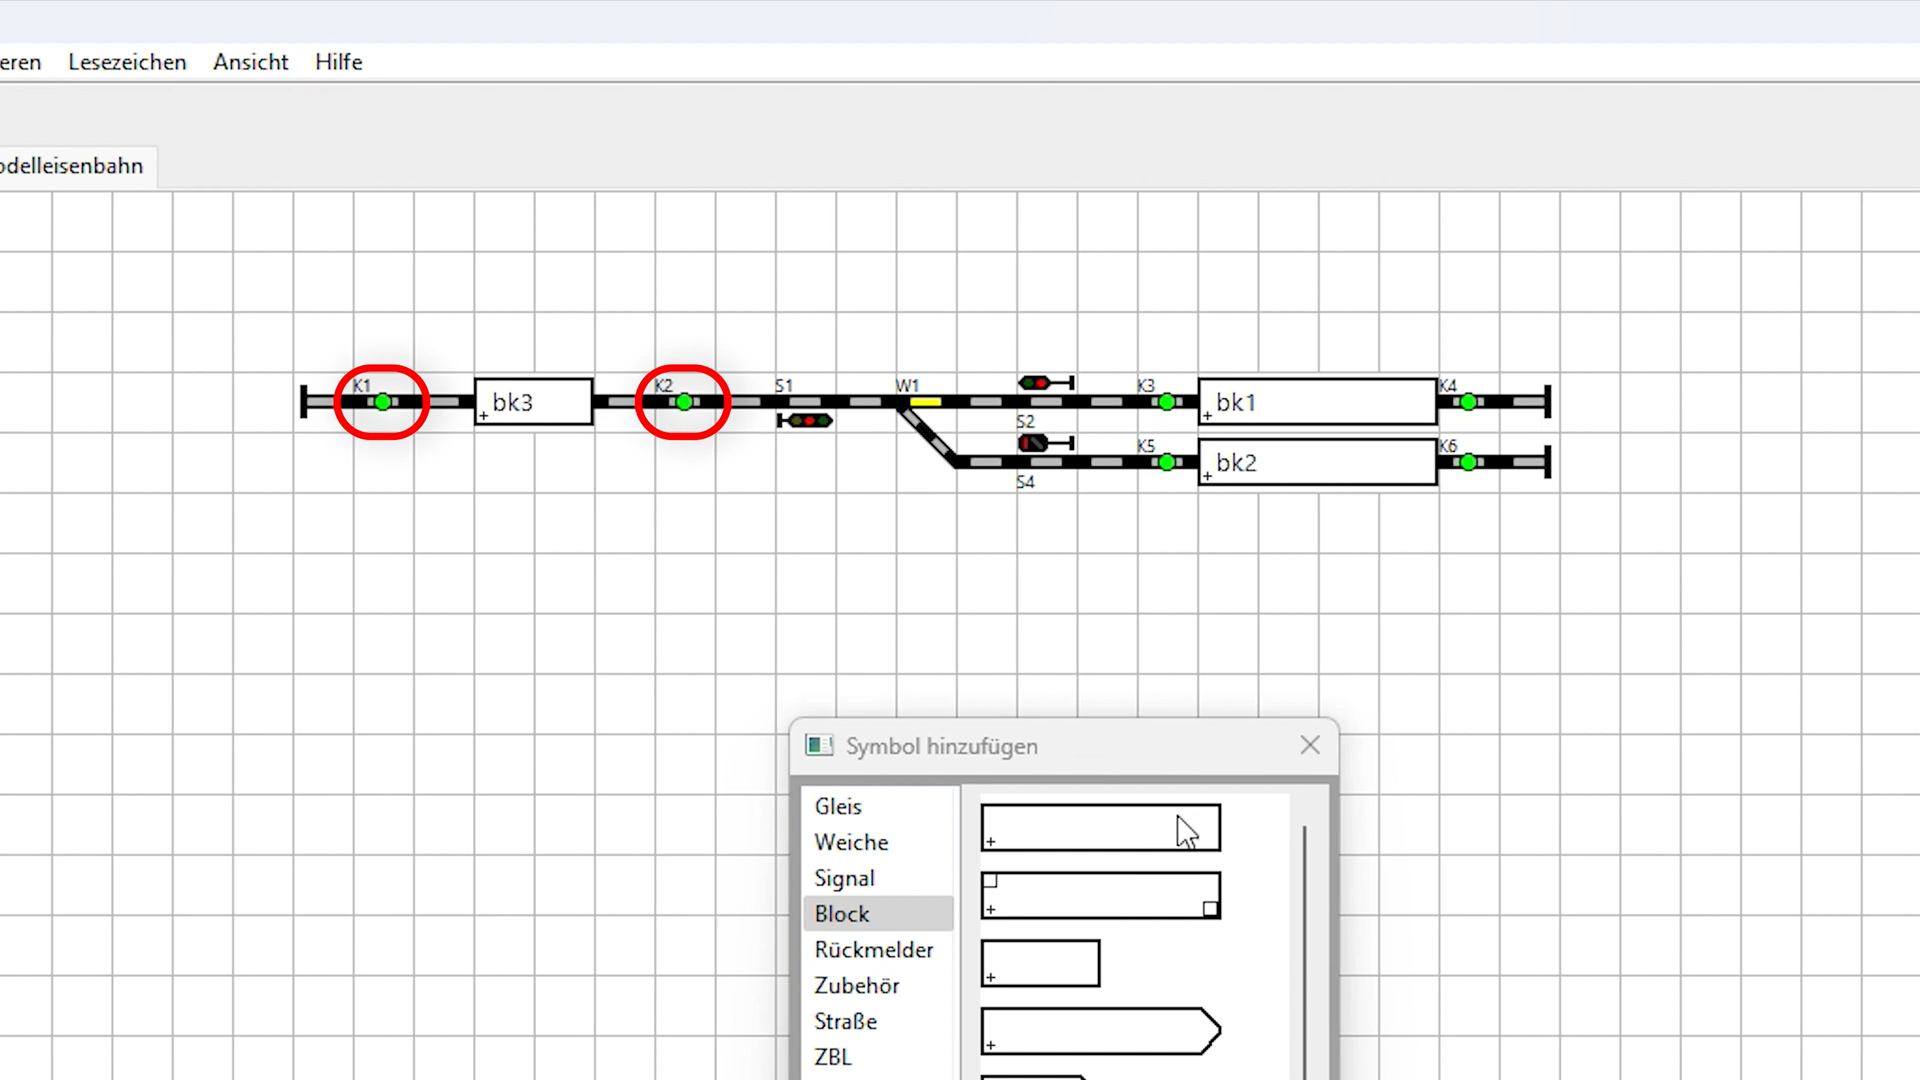 eren Lesezeichen Ansicht Hilfe
odelleisenbahn
K1 K2 S1 W1 K3 K4
bk3 bk1
S2
K5 K6
bk2
S4
Symbol hinzufügen
Gleis
Weiche
Signal
Block
Rückmelder
Zubehör
Straße
ZBL